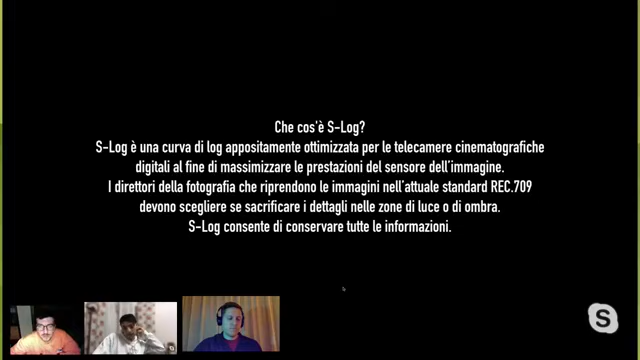 Che cos'è S-Log?
S-Log è una curva di log appositamente ottimizzata per le telecamere cinematografiche
digitali al fine di massimizzare le prestazioni del sensore dell'immagine.
I direttori della fotografia che riprendono le immagini nell'attuale standard REC.709
devono scegliere se sacrificare i dettagli nelle zone di luce o di ombra.
S-Log consente di conservare tutte le informazioni.
S